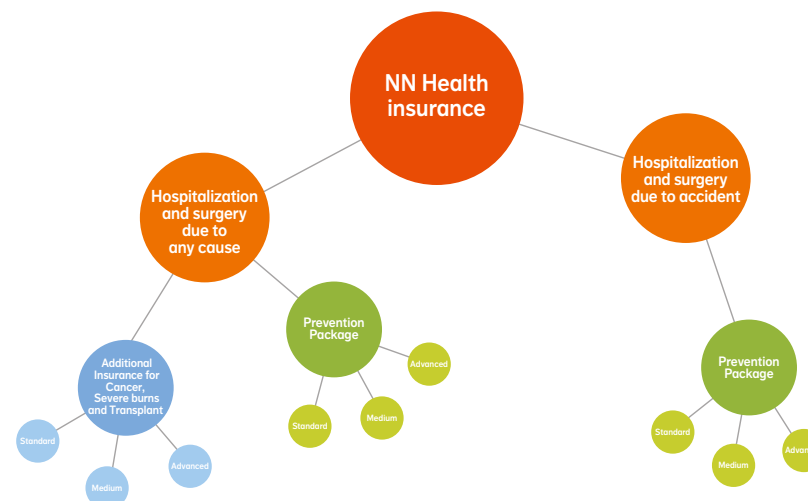 NN Health
insurance
Hospitalization
and surgery
due to
any cause
Hospitalization
and surgery
due to accident
Additional
Insurance for
Cancer,
Severe burns
and Transplant
Standard
Medium
Advanced
Prevention
Package
Standard
Medium
Advanced
Prevention
Package
Standard
Medium
Advan